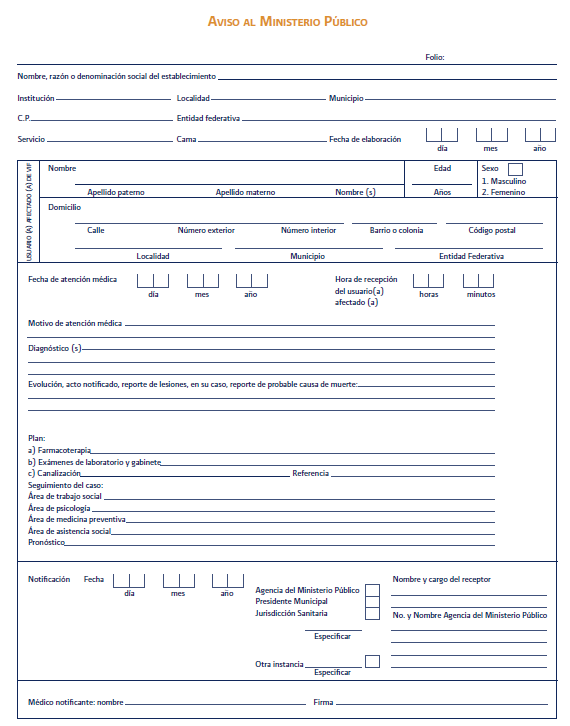 AVISO AL MINISTERIO PÚBLICO
Folio:
Nombre, razón o denominación social del establecimiento
Institución Localidad Municipio
C.P. Entidad federativa
Servicio Cama Fecha de elaboración
día mes año
USUARIO (A) AFECTADO (A) DE VIF
Nombre Edad Sexo
1. Masculino
Apellido paterno Apellido materno Nombre (s) Años 2. Femenino
Domicilio
Calle Número exterior Número interior Barrio o colonia Código postal
Localidad Municipio Entidad Federativa
Fecha de atención médica Hora de recepción
día mes año del usuario(a) horas minutos
afectado (a)
Motivo de atención médica
Diagnóstico (s)
Evolución, acto notificado, reporte de lesiones, en su caso, reporte de probable causa de muerte:
Plan:
a) Farmacoterapia
b) Exámenes de laboratorio y gabinete
c) Canalización Referencia
Seguimiento del caso:
Área de trabajo social
Área de psicología
Área de medicina preventiva
Área de asistencia social
Pronóstico
Notificación Fecha Nombre y cargo del receptor
día mes año Agencia del Ministerio Público
Presidente Municipal
Jurisdicción Sanitaria No. y Nombre Agencia del Ministerio Público
Especificar
Otra instancia
Especificar
Médico notificante: nombre Firma